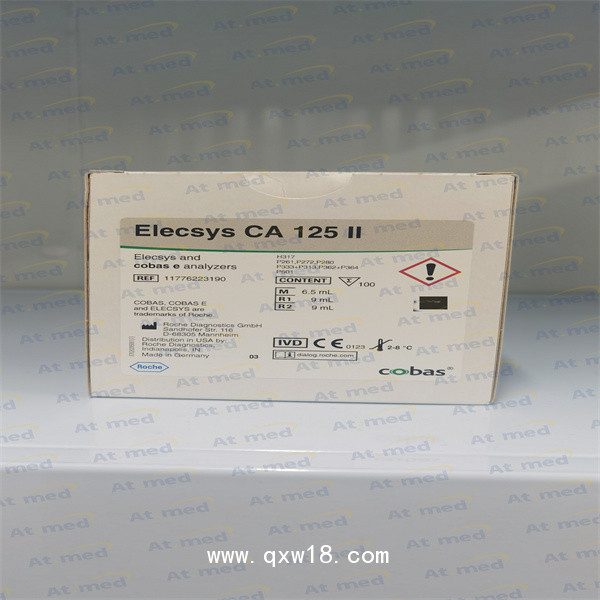 Elecsys CA 125 II
Elecsys and
cobas e analyzers
REF 11776223190
COBAS, COBAS E
and ELECSYS are
trademarks of Roche
Roche Diagnostics GmbH
Sandhofer Str. 116
D-68305 Mannheim
Distribution in USA by
Roche Diagnostics,
Indianapolis, IN
Made in Germany
03
Roche
H317
P261,P272,P280
P333+P313,P362+P364
P501
CONTENT
100
M 6.5 mL
R1 9 mL
R2 9 mL
IVD CE 0123 2-8 °C
i dialog.roche.com
cobas®
At med
www.qxw18.com